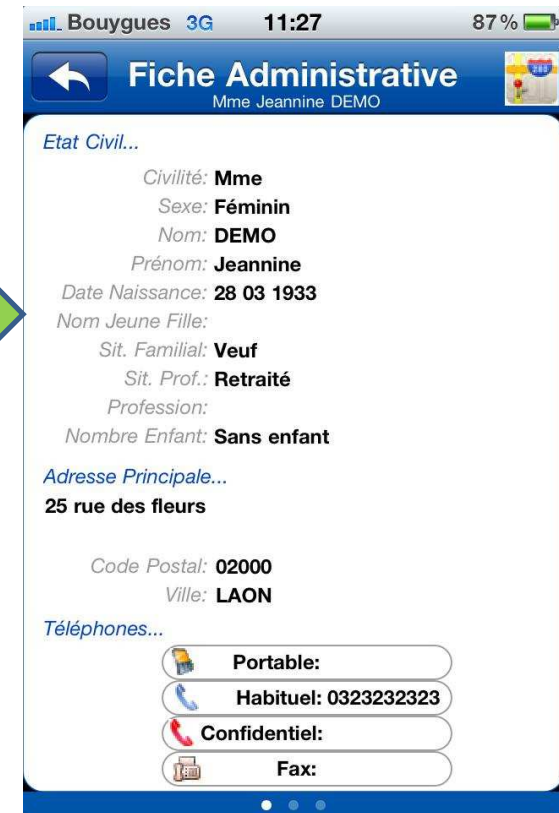 Bouygues 3G 11:27 87%
Fiche Administrative
Mme Jeannine DEMO
Etat Civil...
Civilité: Mme
Sexe: Féminin
Nom: DEMO
Prénom: Jeannine
Date Naissance: 28 03 1933
Nom Jeune Fille:
Sit. Familial: Veuf
Sit. Prof.: Retraité
Profession:
Nombre Enfant: Sans enfant
Adresse Principale...
25 rue des fleurs
Code Postal: 02000
Ville: LAON
Téléphones...
Portable:
Habituel: 0323232323
Confidentiel:
Fax: